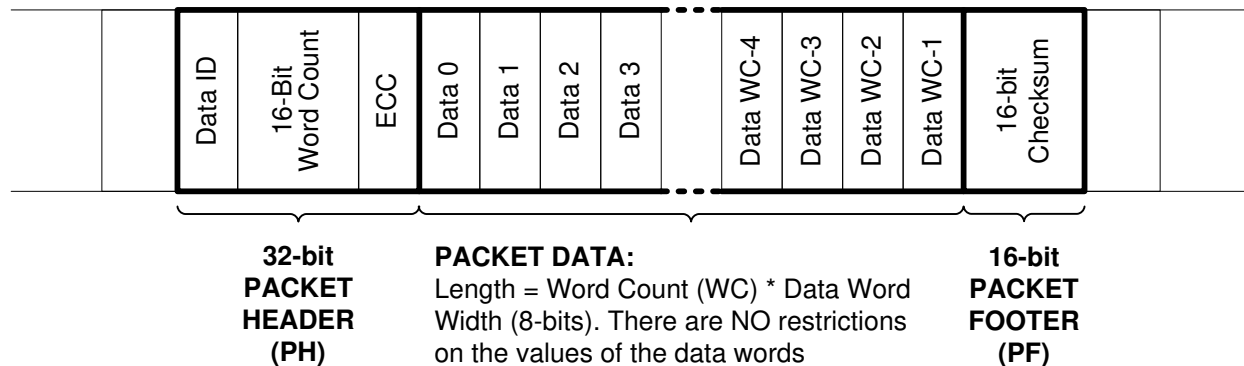 Data ID
16-Bit
Word Count
ECC
Data 0
Data 1
Data 2
Data 3
Data WC-4
Data WC-3
Data WC-2
Data WC-1
16-bit
Checksum
32-bit
PACKET
HEADER
(PH)
PACKET DATA:
Length = Word Count (WC) * Data Word
Width (8-bits). There are NO restrictions
on the values of the data words
16-bit
PACKET
FOOTER
(PF)